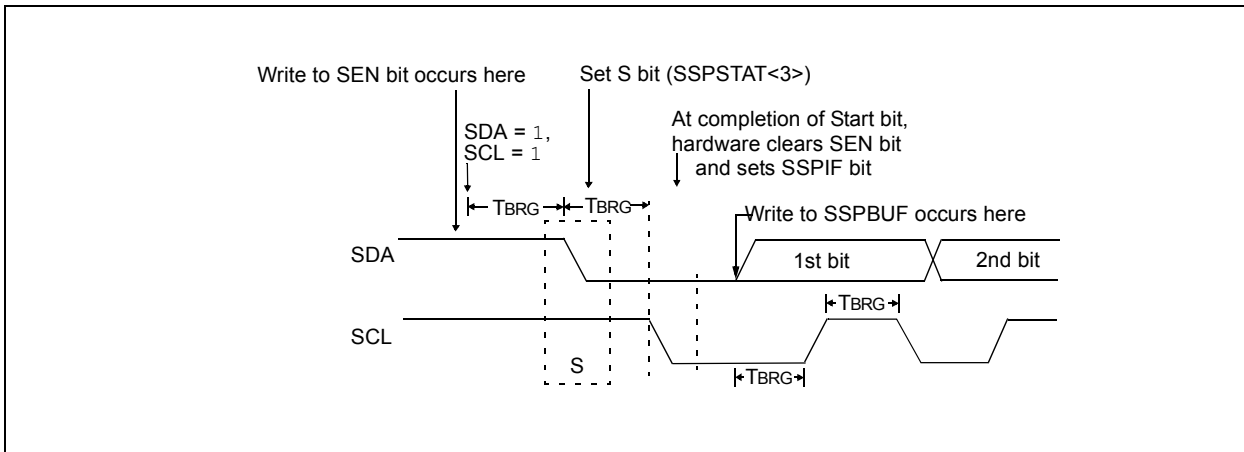 Write to SEN bit occurs here
Set S bit (SSPSTAT<3>)
SDA = 1,
SCL = 1
At completion of Start bit,
hardware clears SEN bit
and sets SSPIF bit
TBRG
TBRG
Write to SSPBUF occurs here
SDA
1st bit
2nd bit
TBRG
SCL
S
TBRG